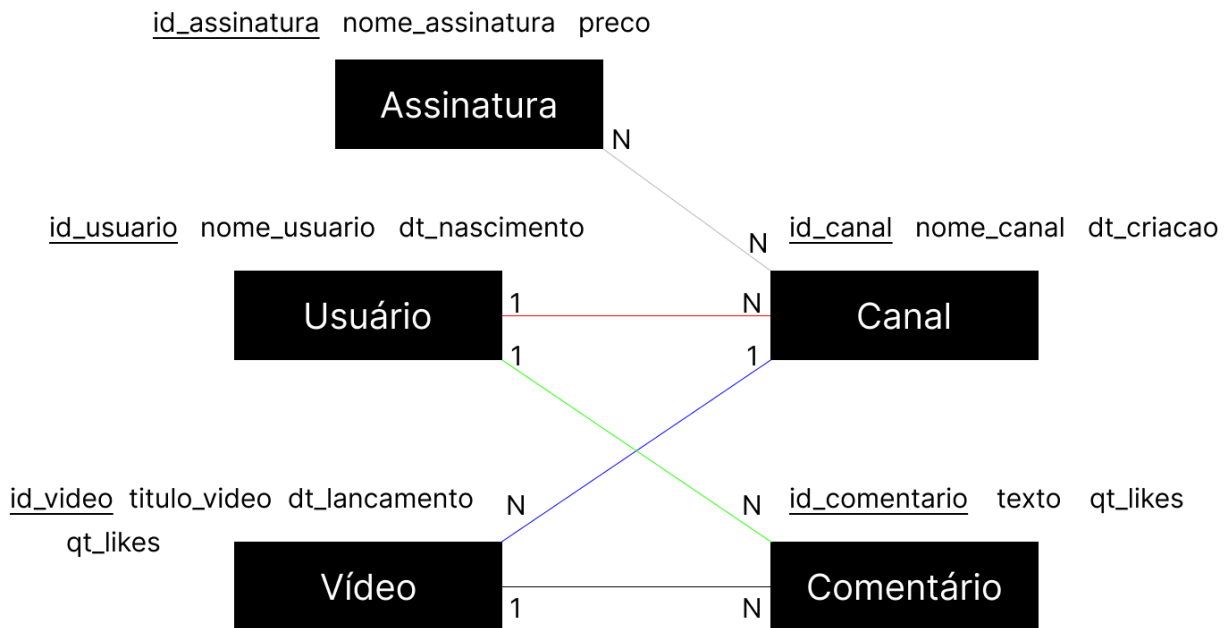 id_assinatura nome_assinatura preco
Assinatura
N
N
id_usuario nome_usuario dt_nascimento
id_canal nome_canal dt_criacao
Usuário
1
N
Canal
1
1
id_video titulo_video dt_lancamento
qt_likes
N
N
id_comentario texto qt_likes
Vídeo
1
N
Comentário